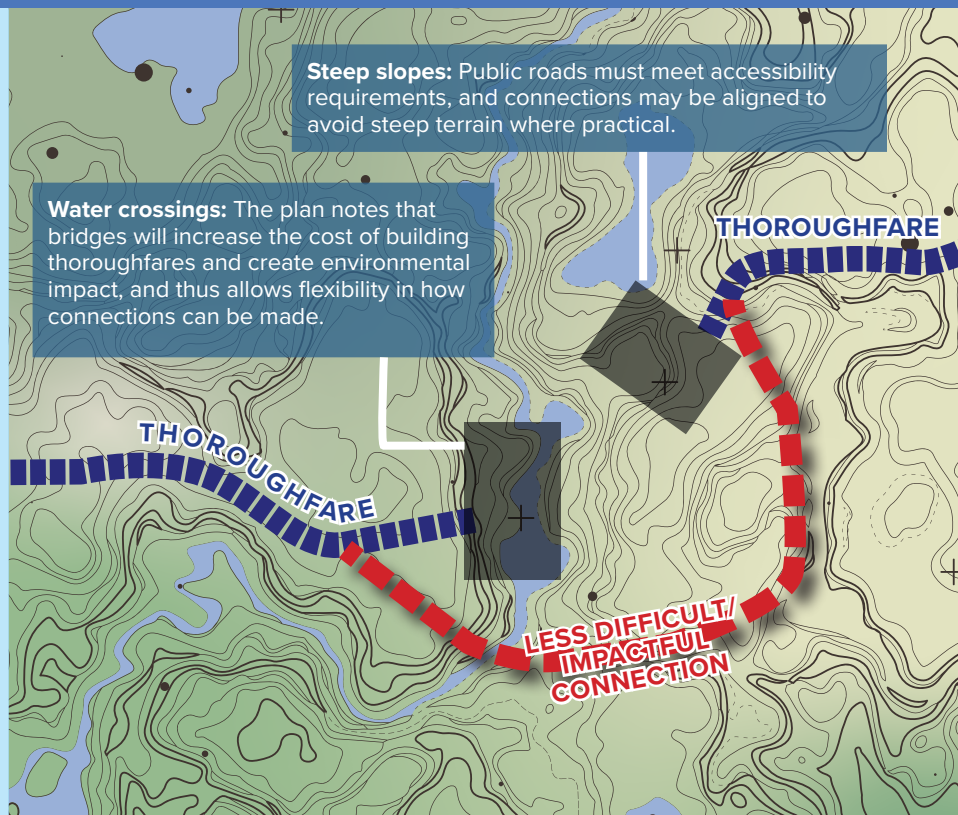 Steep slopes: Public roads must meet accessibility
requirements, and connections may be aligned to
avoid steep terrain where practical.
Water crossings: The plan notes that
bridges will increase the cost of building
thoroughfares and create environmental
impact, and thus allows flexibility in how
connections can be made.
THOROUGHFARE
THOROUGHFARE
LESS DIFFICULT/
IMPACTFUL
CONNECTION